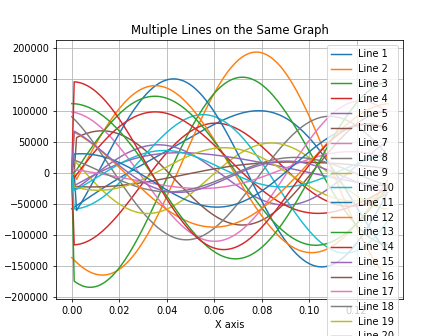 Multiple Lines on the Same Graph
200000
150000
100000
50000
0
−50000
−100000
−150000
−200000
0.00
0.02
0.04
0.06
0.08
0.10
X axis
Line 1
Line 2
Line 3
Line 4
Line 5
Line 6
Line 7
Line 8
Line 9
Line 10
Line 11
Line 12
Line 13
Line 14
Line 15
Line 16
Line 17
Line 18
Line 19
Line 20